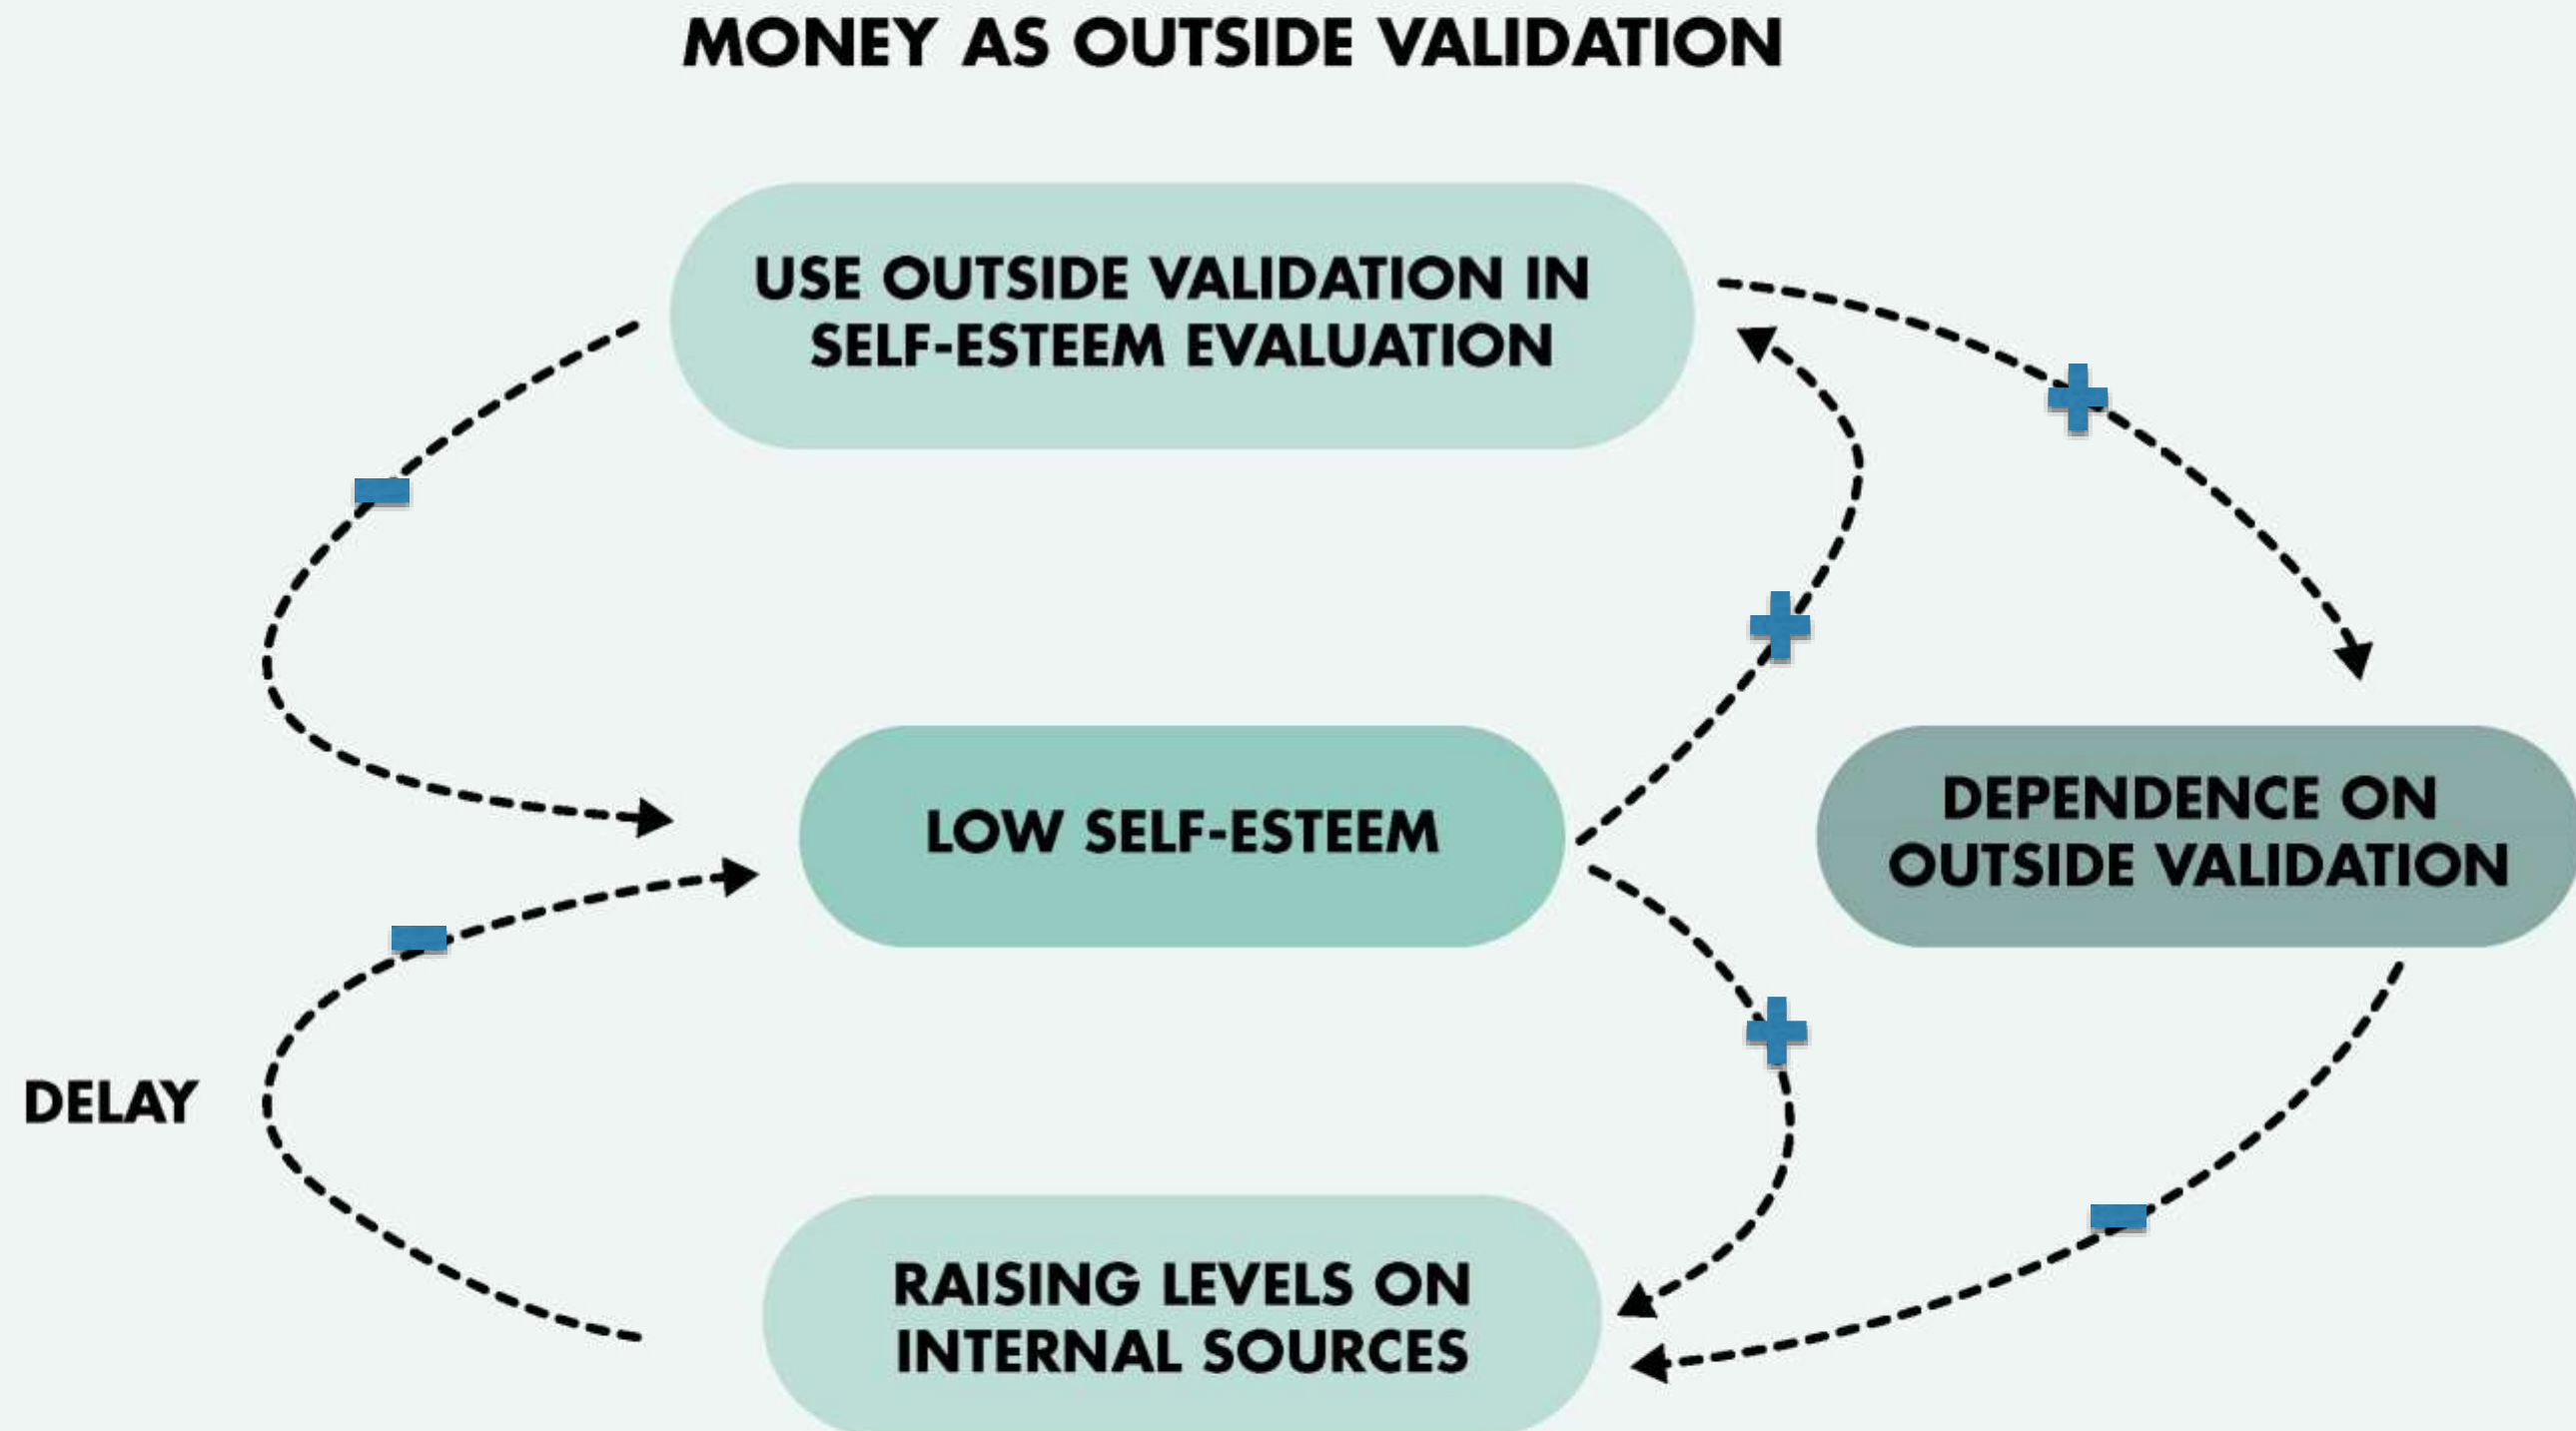 MONEY AS OUTSIDE VALIDATION
USE OUTSIDE VALIDATION IN
SELF-ESTEEM EVALUATION
LOW SELF-ESTEEM
DEPENDENCE ON
OUTSIDE VALIDATION
DELAY
RAISING LEVELS ON
INTERNAL SOURCES